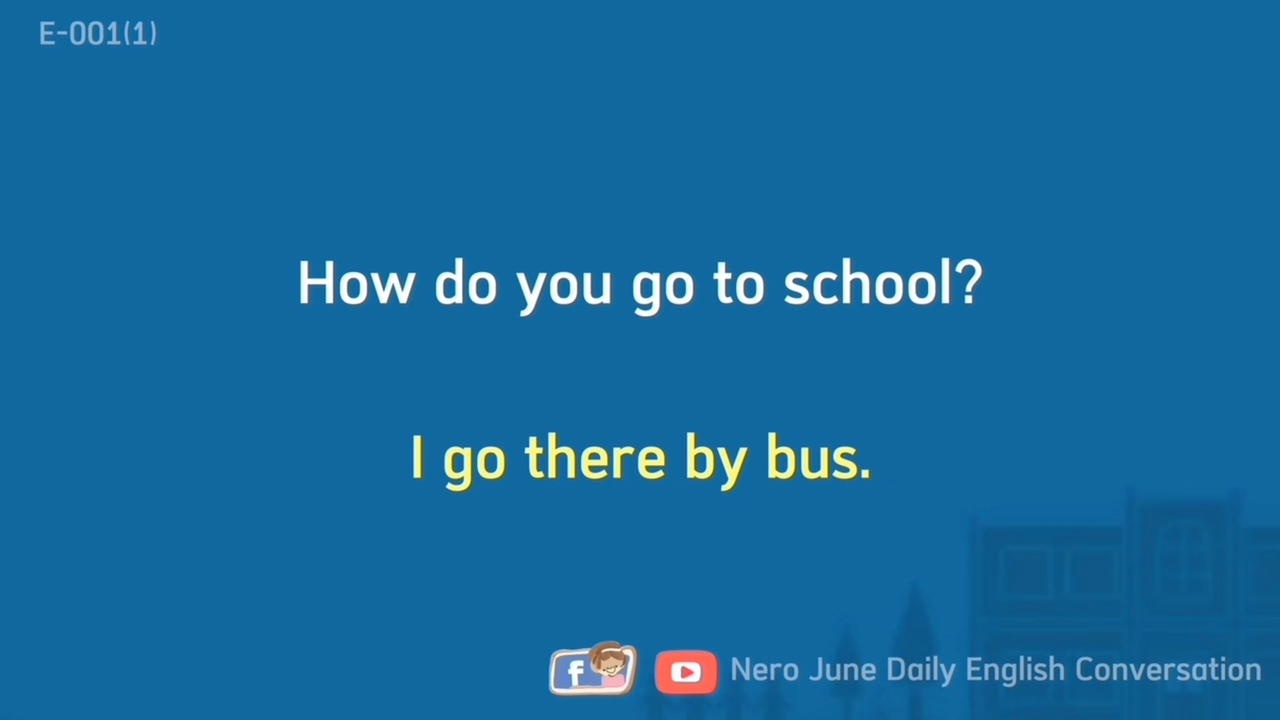 E-001(1)
How do you go to school?
I go there by bus.
f
Nero June Daily English Conversation